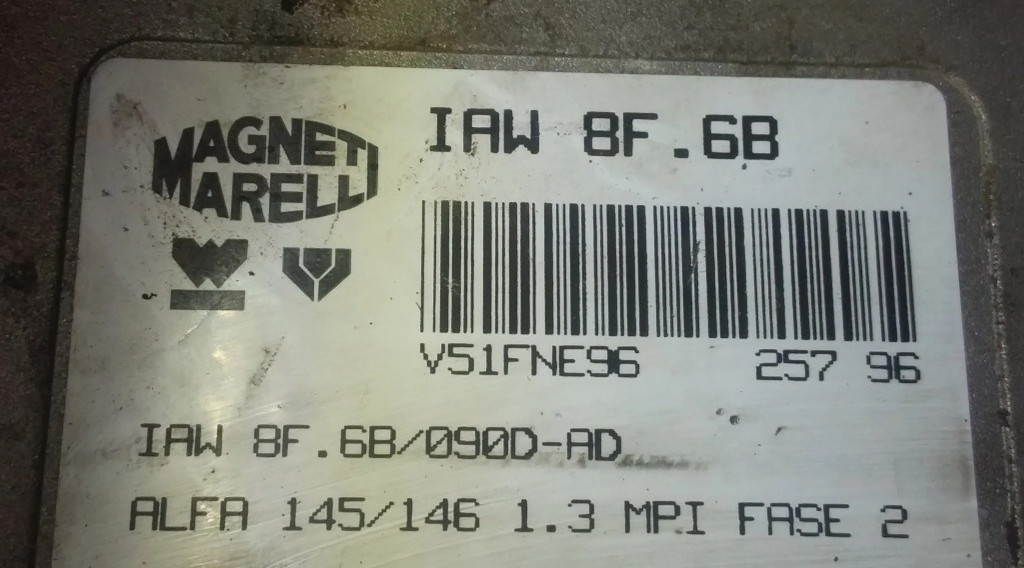 MAGNETI
MARELLI
IAW 8F.6B
V51FNE96 257 96
IAW 8F.6B/090D-AD
ALFA 145/146 1.3 MPI FASE 2